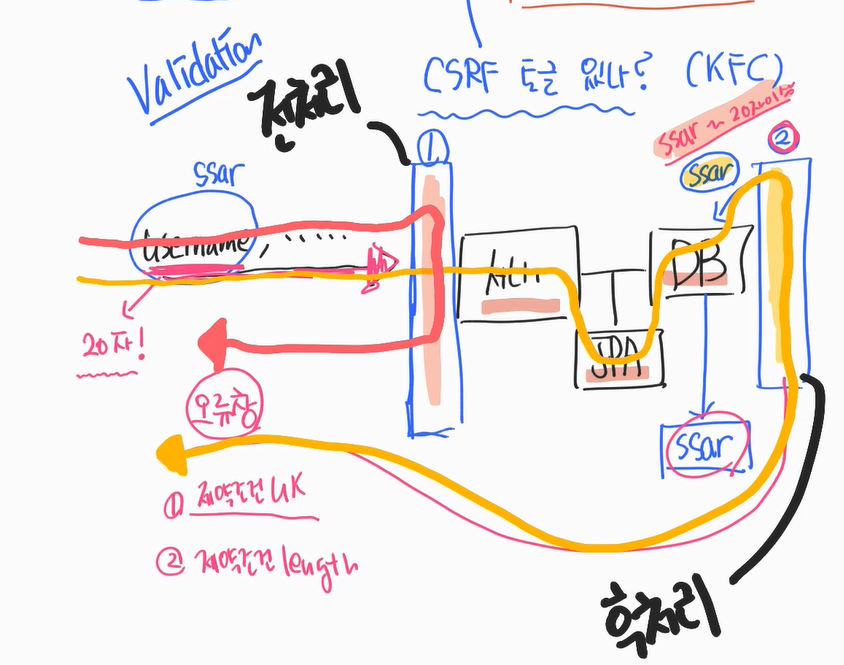 Validation
CSRF 토큰 있나? (KFC)
전처리
ssar ~ 20자이상
① ②
ssar
ssar
username, ......
서버
DB
20자!
JPA
오류창
ssar
① 제약조건 UK
② 제약조건 length
후처리